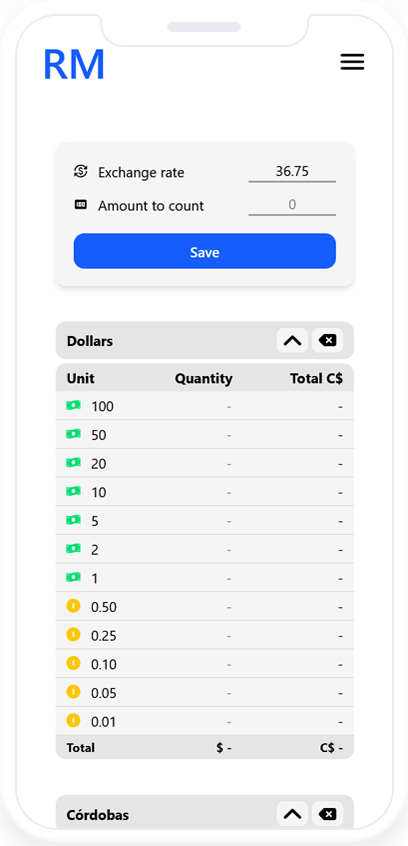 RM
Exchange rate 36.75
Amount to count 0
Save
Dollars
Unit Quantity Total C$
100 - -
50 - -
20 - -
10 - -
5 - -
2 - -
1 - -
0.50 - -
0.25 - -
0.10 - -
0.05 - -
0.01 - -
Total $ - C$ -
Córdobas